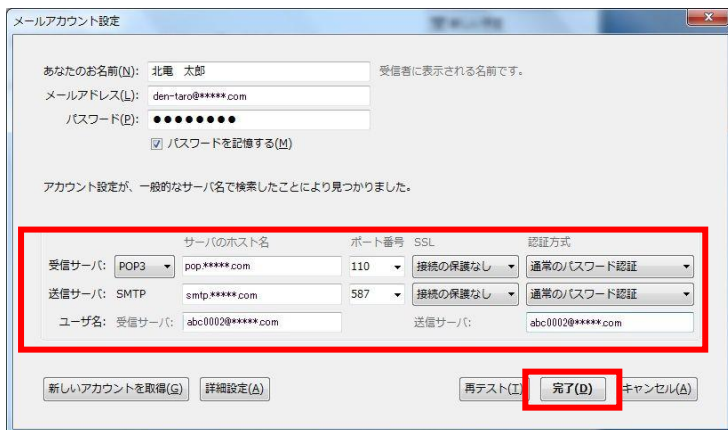 メールアカウント設定
あなたのお名前(N): 北電 太郎 受信者に表示される名前です。
メールアドレス(L): den-taro@*****.com
パスワード(P): ●●●●●●●●
パスワードを記憶する(M)
アカウント設定が、一般的なサーバ名で検索したことにより見つかりました。
サーバのホスト名 ポート番号 SSL 認証方式
受信サーバ: POP3 pop.*****.com 110 接続の保護なし 通常のパスワード認証
送信サーバ: SMTP smtp.*****.com 587 接続の保護なし 通常のパスワード認証
ユーザ名: 受信サーバ: abc0002@*****.com 送信サーバ: abc0002@*****.com
新しいアカウントを取得(G) 詳細設定(A) 再テスト(T) 完了(D) キャンセル(A)